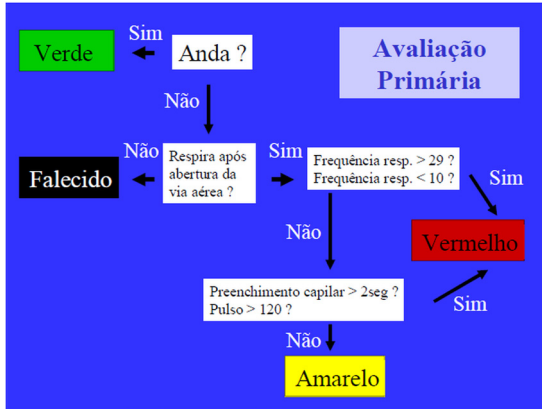 Verde
Sim
Anda ?
Avaliação
Primária
Não
Falecido
Não
Respira após
abertura da
via aérea ?
Sim
Frequência resp. > 29 ?
Frequência resp. < 10 ?
Sim
Não
Vermelho
Preenchimento capilar > 2seg ?
Pulso > 120 ?
Sim
Não
Amarelo